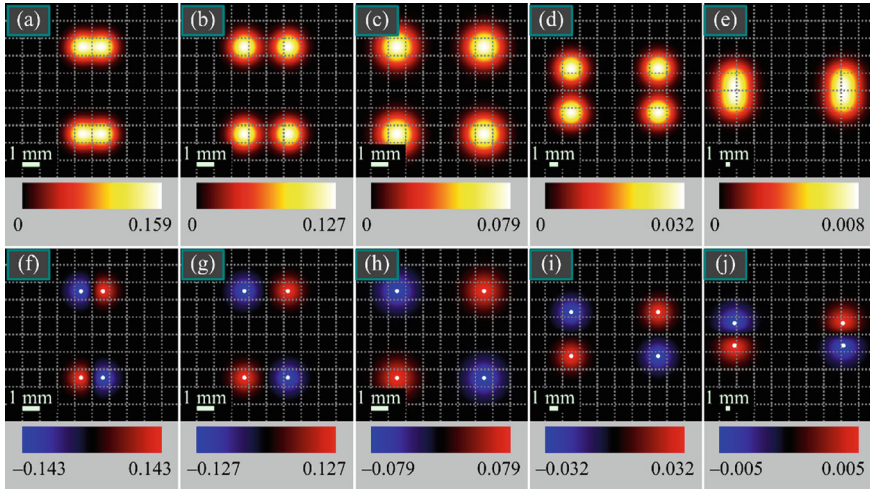 (a) (b) (c) (d) (e)
1 mm 1 mm 1 mm 1 mm 1 mm
0 0.159 0 0.127 0 0.079 0 0.032 0 0.008
(f) (g) (h) (i) (j)
1 mm 1 mm 1 mm 1 mm 1 mm
−0.143 0.143 −0.127 0.127 −0.079 0.079 −0.032 0.032 −0.005 0.005